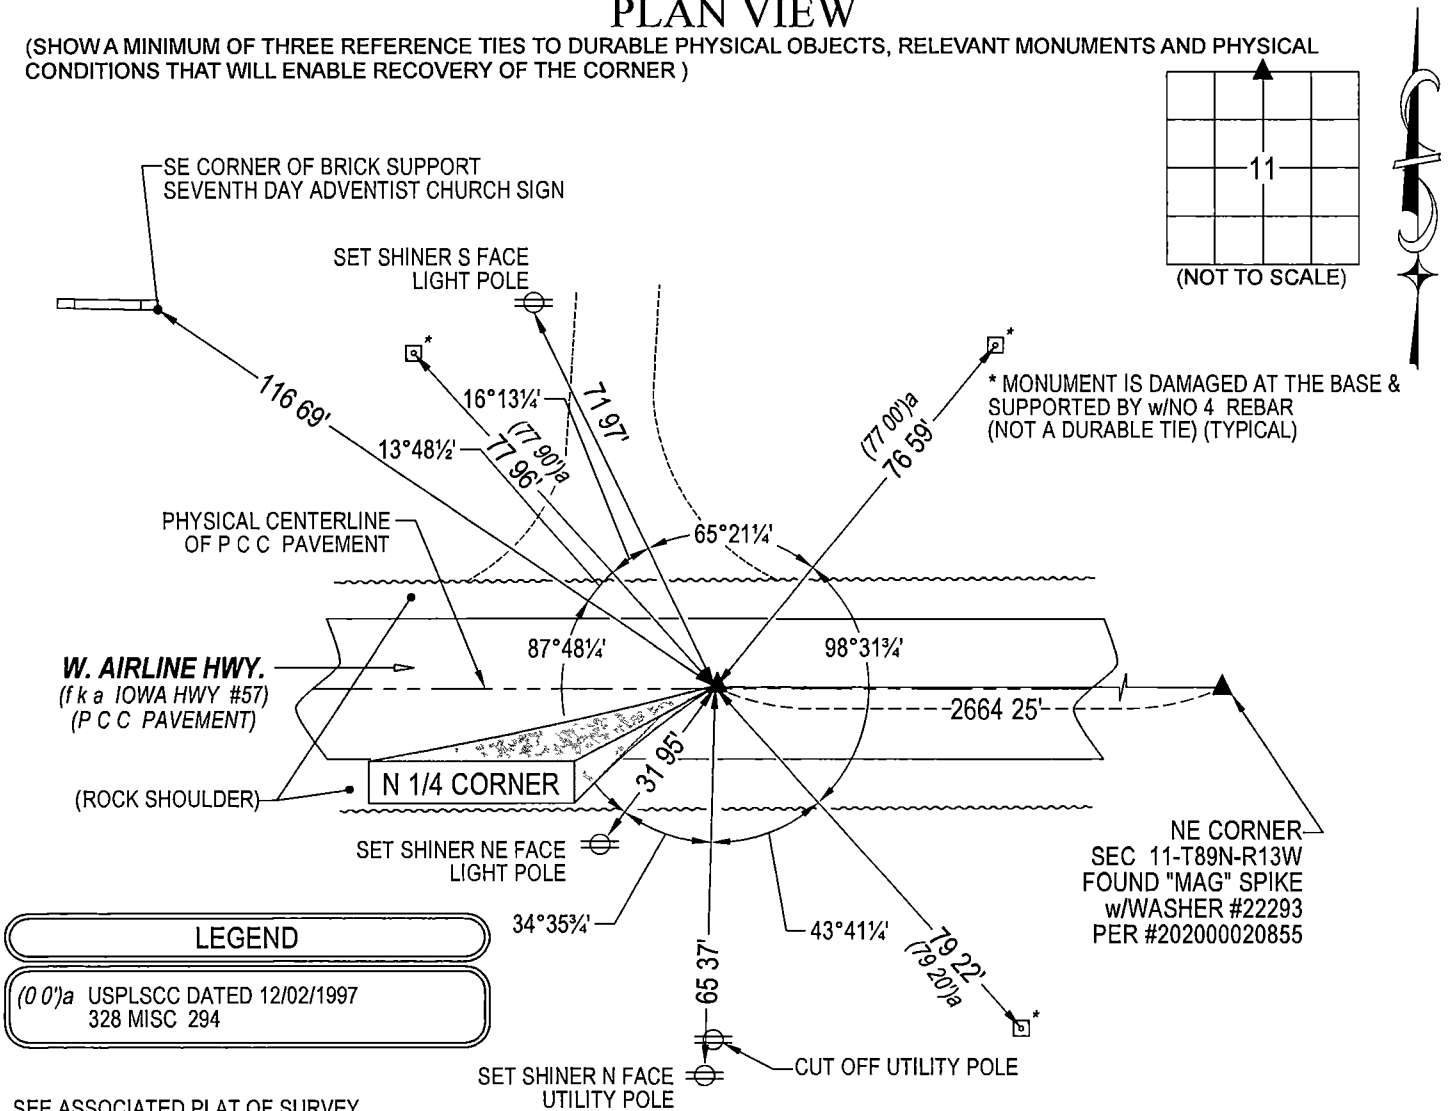 PLAN VIEW
(SHOW A MINIMUM OF THREE REFERENCE TIES TO DURABLE PHYSICAL OBJECTS, RELEVANT MONUMENTS AND PHYSICAL
CONDITIONS THAT WILL ENABLE RECOVERY OF THE CORNER )
11
(NOT TO SCALE)
SE CORNER OF BRICK SUPPORT
SEVENTH DAY ADVENTIST CHURCH SIGN
SET SHINER S FACE
LIGHT POLE
*
*
* MONUMENT IS DAMAGED AT THE BASE &
SUPPORTED BY w/NO 4 REBAR
(NOT A DURABLE TIE) (TYPICAL)
116 69'
16°13¼'
71 97'
13°48½'
(77 90')a
77 96'
(77 00')a
76 59'
PHYSICAL CENTERLINE
OF P C C PAVEMENT
65°21¼'
87°48¼'
98°31¾'
W. AIRLINE HWY.
(f k a IOWA HWY #57)
(P C C PAVEMENT)
2664 25'
N 1/4 CORNER
31 95'
(ROCK SHOULDER)
SET SHINER NE FACE
LIGHT POLE
NE CORNER
SEC 11-T89N-R13W
FOUND "MAG" SPIKE
w/WASHER #22293
PER #202000020855
34°35¾'
43°41¼'
65 37'
79 22'
(79 20')a
*
LEGEND
(0 0')a USPLSCC DATED 12/02/1997
328 MISC 294
CUT OFF UTILITY POLE
SET SHINER N FACE
UTILITY POLE
SEE ASSOCIATED PLAT OF SURVEY